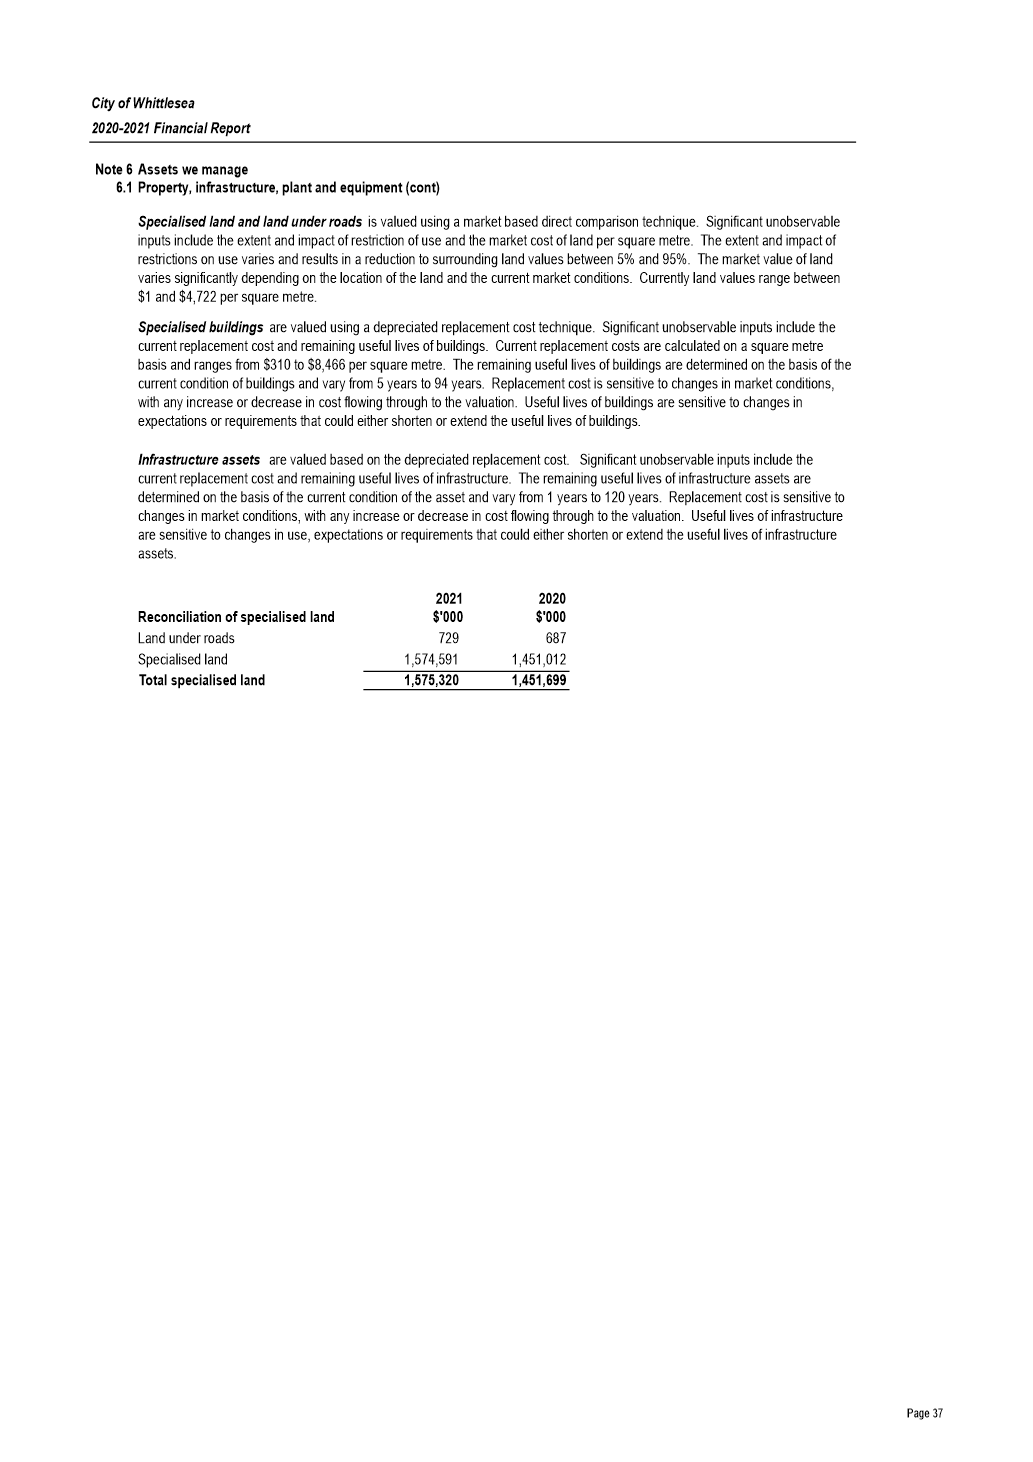 City of Whittlesea
2020-2021 Financial Report
Note 6 Assets we manage
6.1 Property, infrastructure, plant and equipment (cont)
Specialised land and land under roads is valued using a market based direct comparison technique. Significant unobservable
inputs include the extent and impact of restriction of use and the market cost of land per square metre. The extent and impact of
restrictions on use varies and results in a reduction to surrounding land values between 5% and 95%. The market value of land
varies significantly depending on the location of the land and the current market conditions. Currently land values range between
$1 and $4,722 per square metre.
Specialised buildings are valued using a depreciated replacement cost technique. Significant unobservable inputs include the
current replacement cost and remaining useful lives of buildings. Current replacement costs are calculated on a square metre
basis and ranges from $310 to $8,466 per square metre. The remaining useful lives of buildings are determined on the basis of the
current condition of buildings and vary from 5 years to 94 years. Replacement cost is sensitive to changes in market conditions,
with any increase or decrease in cost flowing through to the valuation. Useful lives of buildings are sensitive to changes in
expectations or requirements that could either shorten or extend the useful lives of buildings.
Infrastructure assets are valued based on the depreciated replacement cost. Significant unobservable inputs include the
current replacement cost and remaining useful lives of infrastructure. The remaining useful lives of infrastructure assets are
determined on the basis of the current condition of the asset and vary from 1 years to 120 years. Replacement cost is sensitive to
changes in market conditions, with any increase or decrease in cost flowing through to the valuation. Useful lives of infrastructure
are sensitive to changes in use, expectations or requirements that could either shorten or extend the useful lives of infrastructure
assets.
2021 2020
Reconciliation of specialised land $'000 $'000
Land under roads 729 687
Specialised land 1,574,591 1,451,012
Total specialised land 1,575,320 1,451,699
Page 37